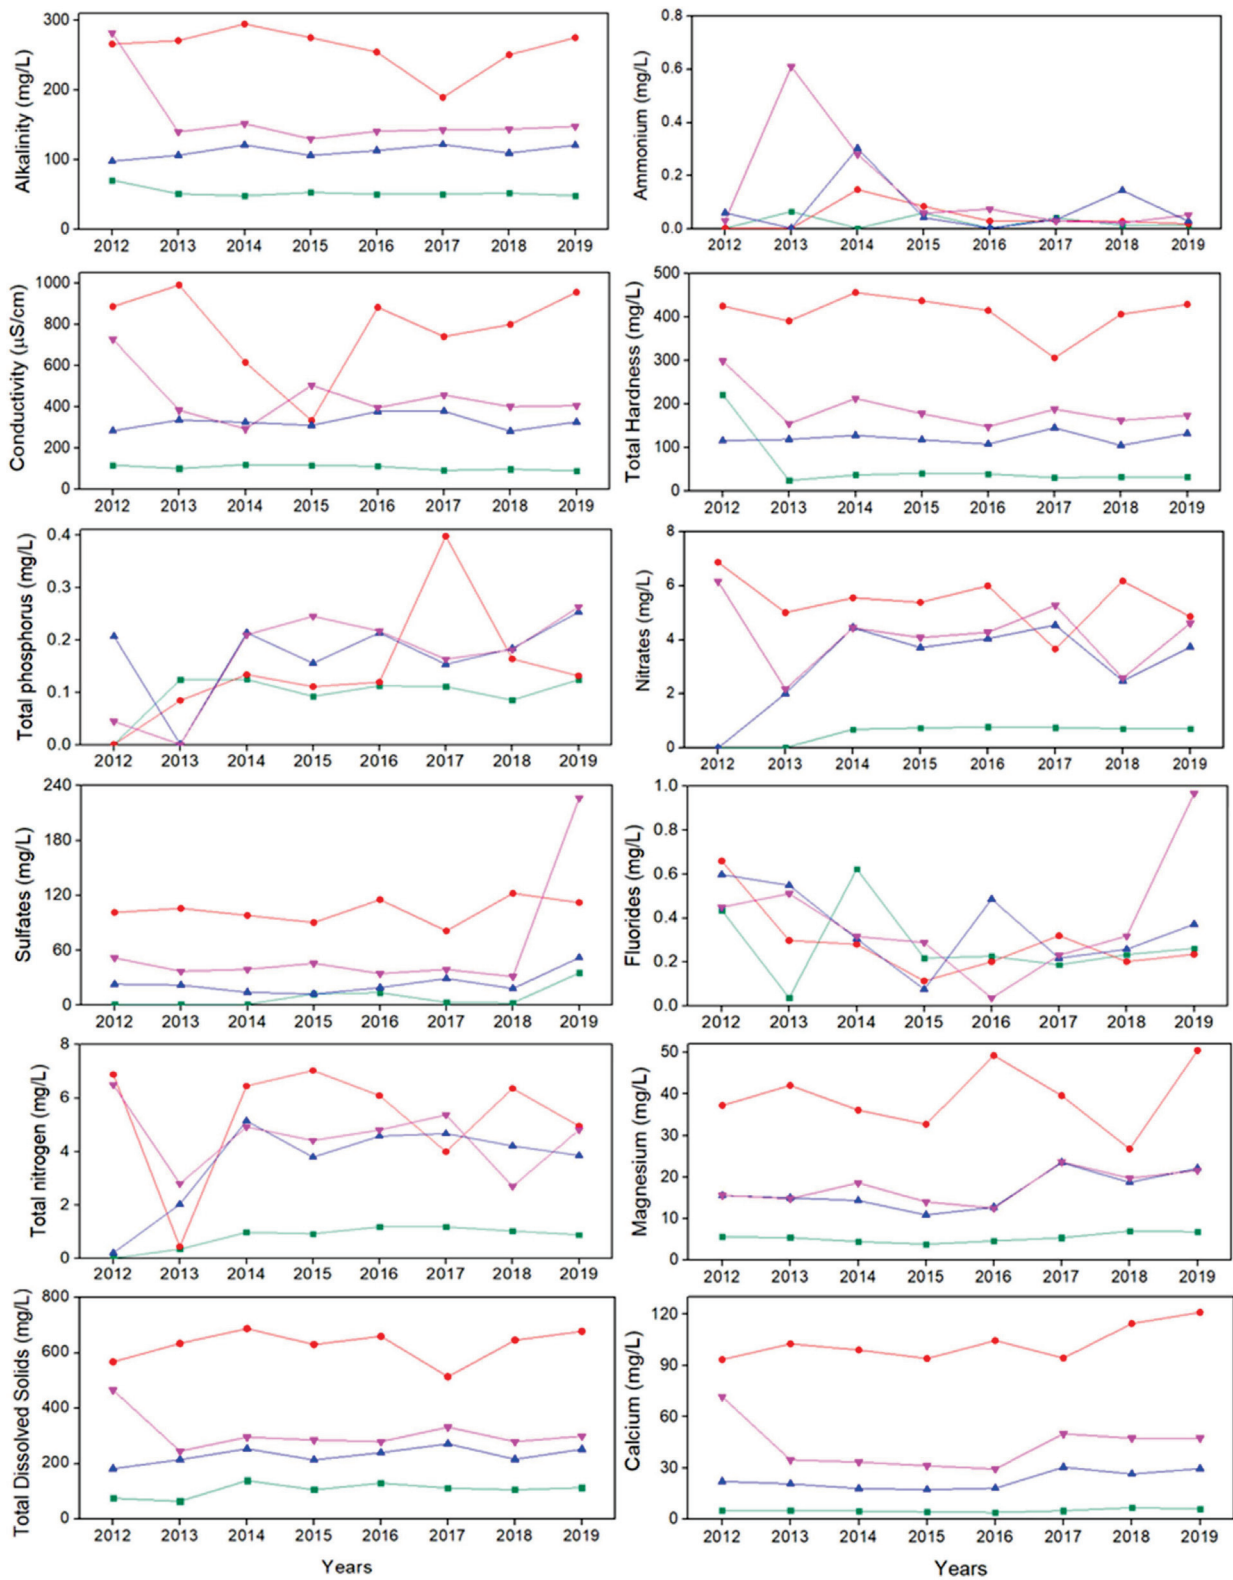 Alkalinity (mg/L)
300
200
100
0
2012 2013 2014 2015 2016 2017 2018 2019
Ammonium (mg/L)
0.8
0.6
0.4
0.2
0.0
2012 2013 2014 2015 2016 2017 2018 2019
Conductivity (µS/cm)
1000
800
600
400
200
0
2012 2013 2014 2015 2016 2017 2018 2019
Total Hardness (mg/L)
500
400
300
200
100
0
2012 2013 2014 2015 2016 2017 2018 2019
Total phosphorus (mg/L)
0.4
0.3
0.2
0.1
0.0
2012 2013 2014 2015 2016 2017 2018 2019
Nitrates (mg/L)
8
6
4
2
0
2012 2013 2014 2015 2016 2017 2018 2019
Sulfates (mg/L)
240
180
120
60
0
2012 2013 2014 2015 2016 2017 2018 2019
Fluorides (mg/L)
1.0
0.8
0.6
0.4
0.2
0.0
2012 2013 2014 2015 2016 2017 2018 2019
Total nitrogen (mg/L)
8
6
4
2
0
2012 2013 2014 2015 2016 2017 2018 2019
Magnesium (mg/L)
50
40
30
20
10
0
2012 2013 2014 2015 2016 2017 2018 2019
Total Dissolved Solids (mg/L)
800
600
400
200
0
2012 2013 2014 2015 2016 2017 2018 2019
Years
Calcium (mg/L)
120
90
60
30
0
2012 2013 2014 2015 2016 2017 2018 2019
Years